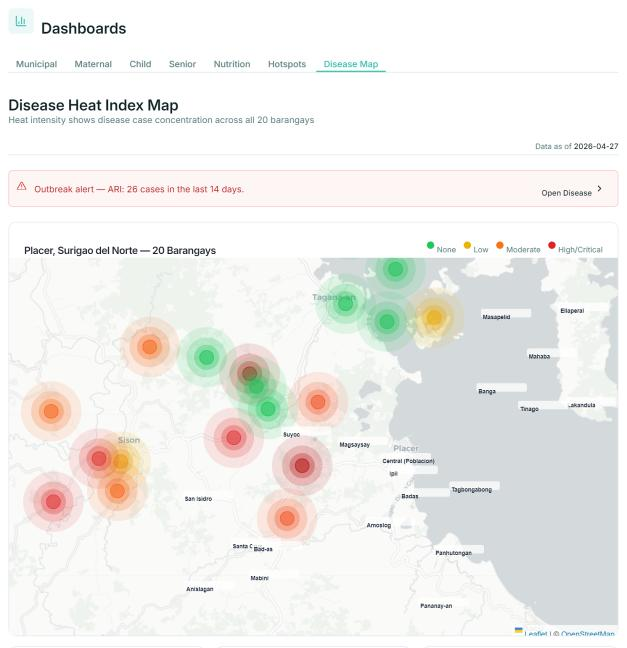 Dashboards
Municipal Maternal Child Senior Nutrition Hotspots Disease Map
Disease Heat Index Map
Heat intensity shows disease case concentration across all 20 barangays
Data as of 2026-04-27
Outbreak alert — ARI: 26 cases in the last 14 days.
Open Disease
Placer, Surigao del Norte — 20 Barangays
None Low Moderate High/Critical
Tagana-an
Masapelid
Ellaperal
Mahaba
Banga
Tinago
Lakandula
Suyoc
Sison
Magsaysay
Placer
Central (Poblacion)
Ipil
San Isidro
Badas
Tagbongabong
Amoslog
Santa C
Bad-as
Panhutongan
Mabini
Anislagan
Pananay-an
Leaflet | © OpenStreetMap